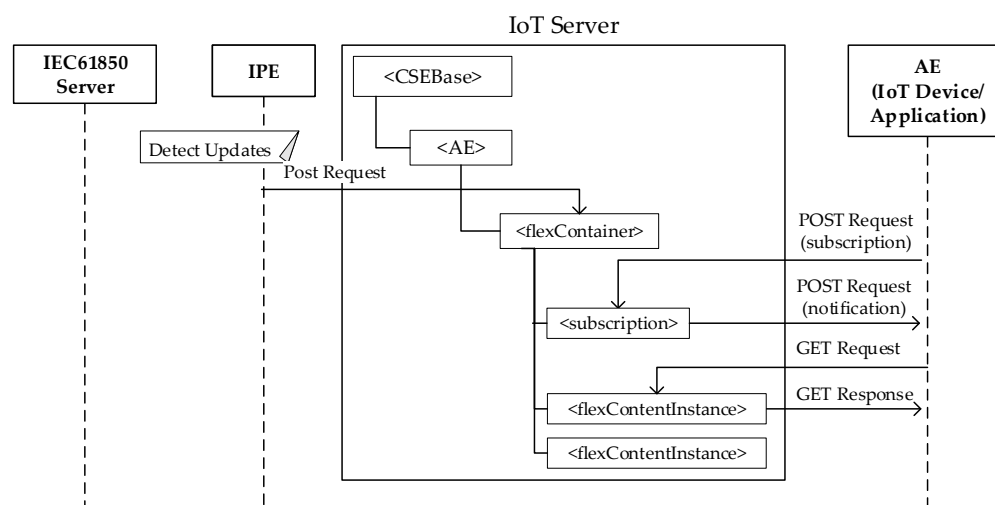 IoT Server
IEC61850
Server
IPE
AE
(IoT Device/
Application)
<CSEBase>
Detect Updates
<AE>
Post Request
<flexContainer>
POST Request
(subscription)
POST Request
(notification)
<subscription>
GET Request
<flexContentInstance>
GET Response
<flexContentInstance>